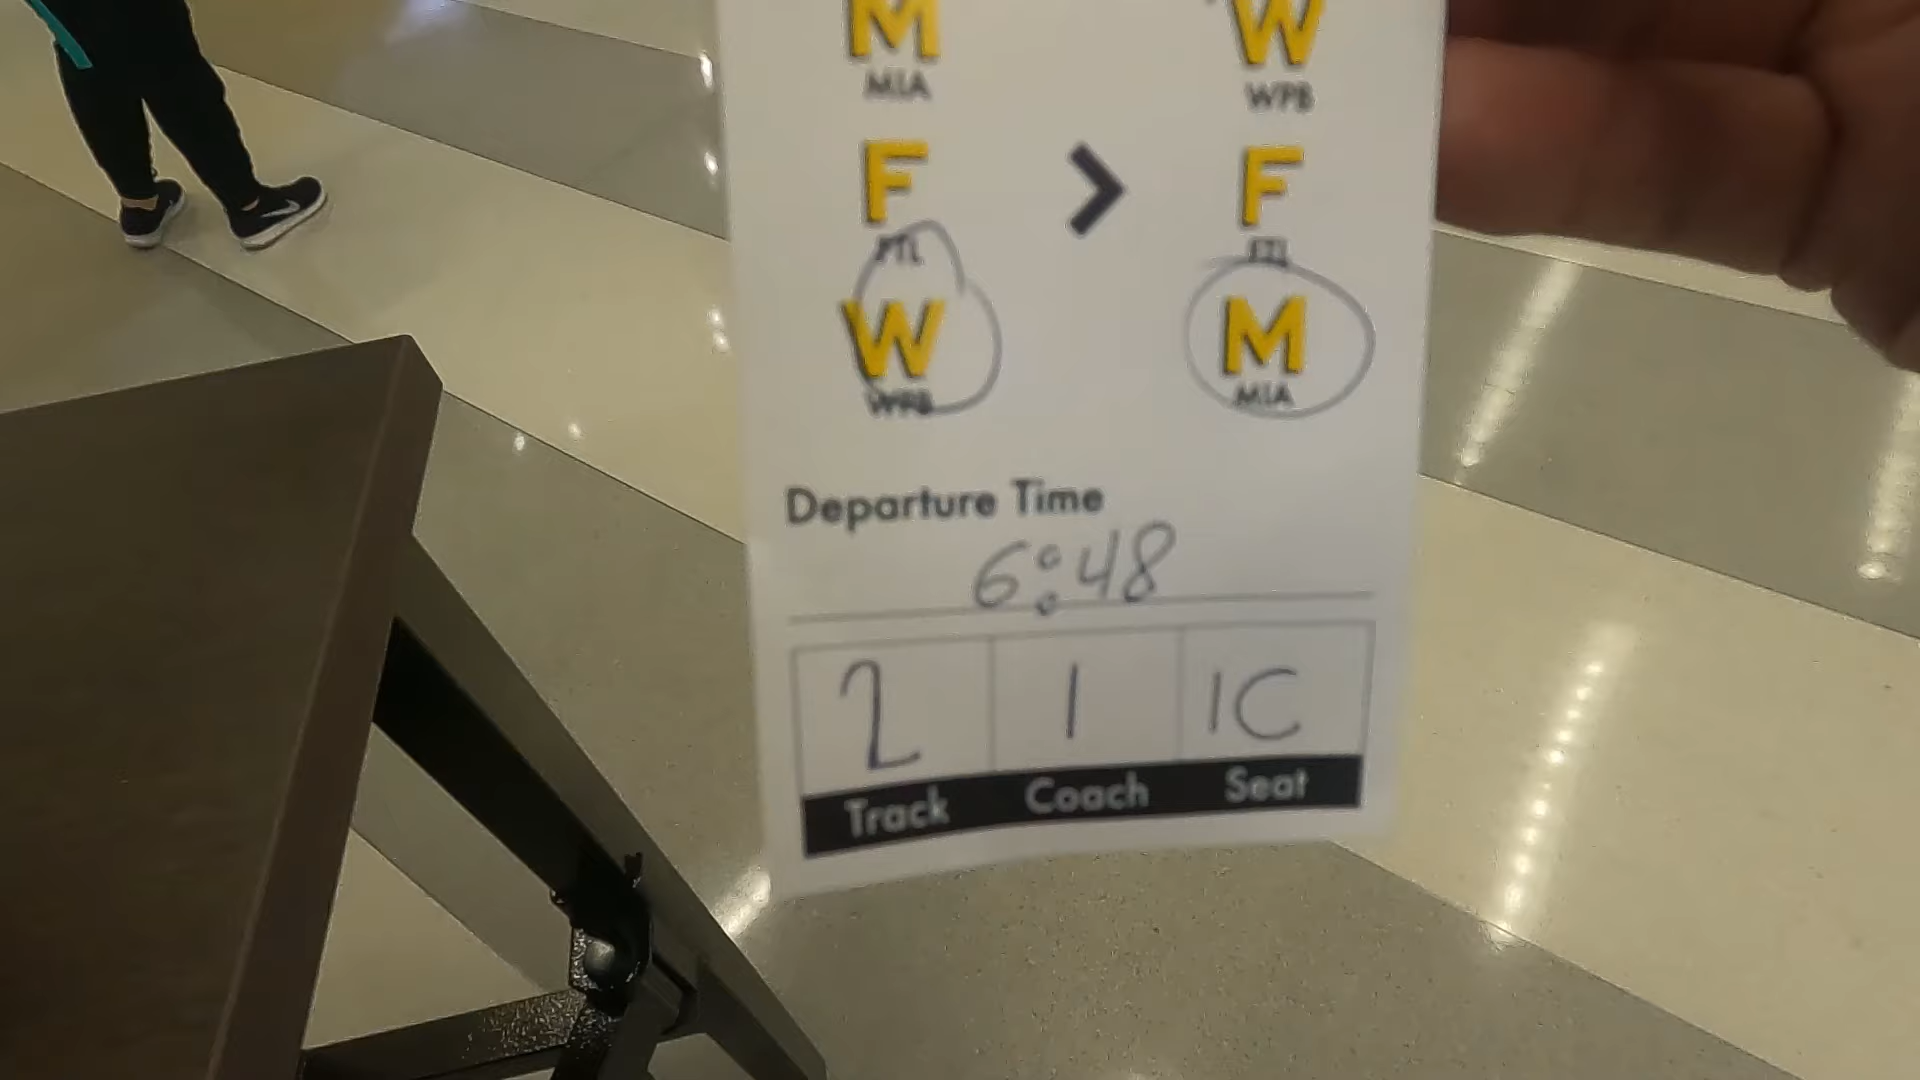 M W
MIA WPB
F > F
FTL FTL
W M
WPB MIA
Departure Time
6:48
2 1 1C
Track Coach Seat